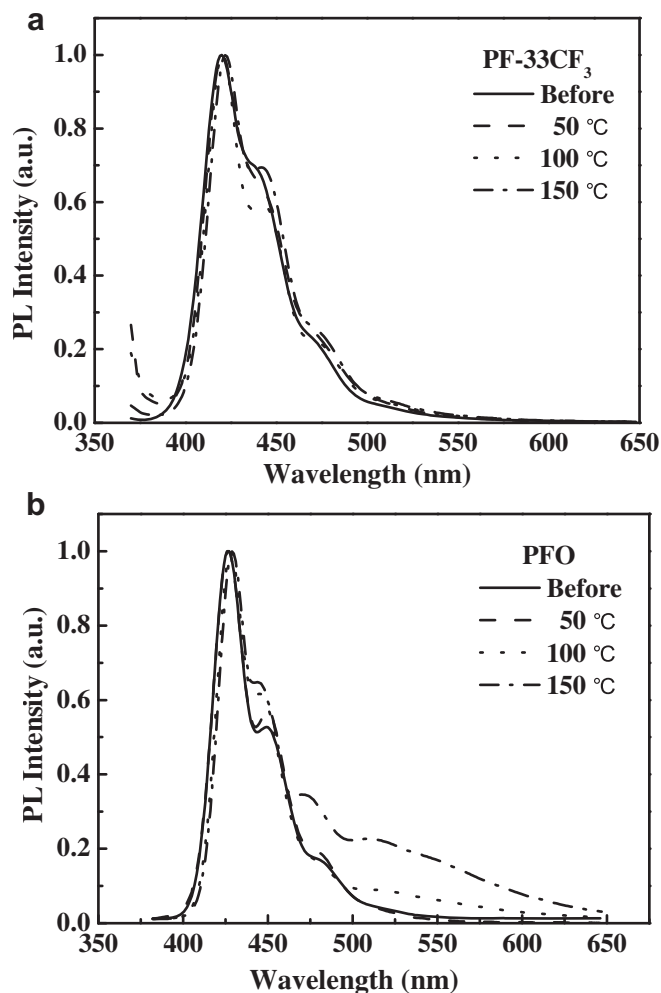 a
PF-33CF₃
Before
50 °C
100 °C
150 °C
PL Intensity (a.u.)
1.0
0.8
0.6
0.4
0.2
0.0
350 400 450 500 550 600 650
Wavelength (nm)
b
PFO
Before
50 °C
100 °C
150 °C
PL Intensity (a.u.)
1.0
0.8
0.6
0.4
0.2
0.0
350 400 450 500 550 600 650
Wavelength (nm)